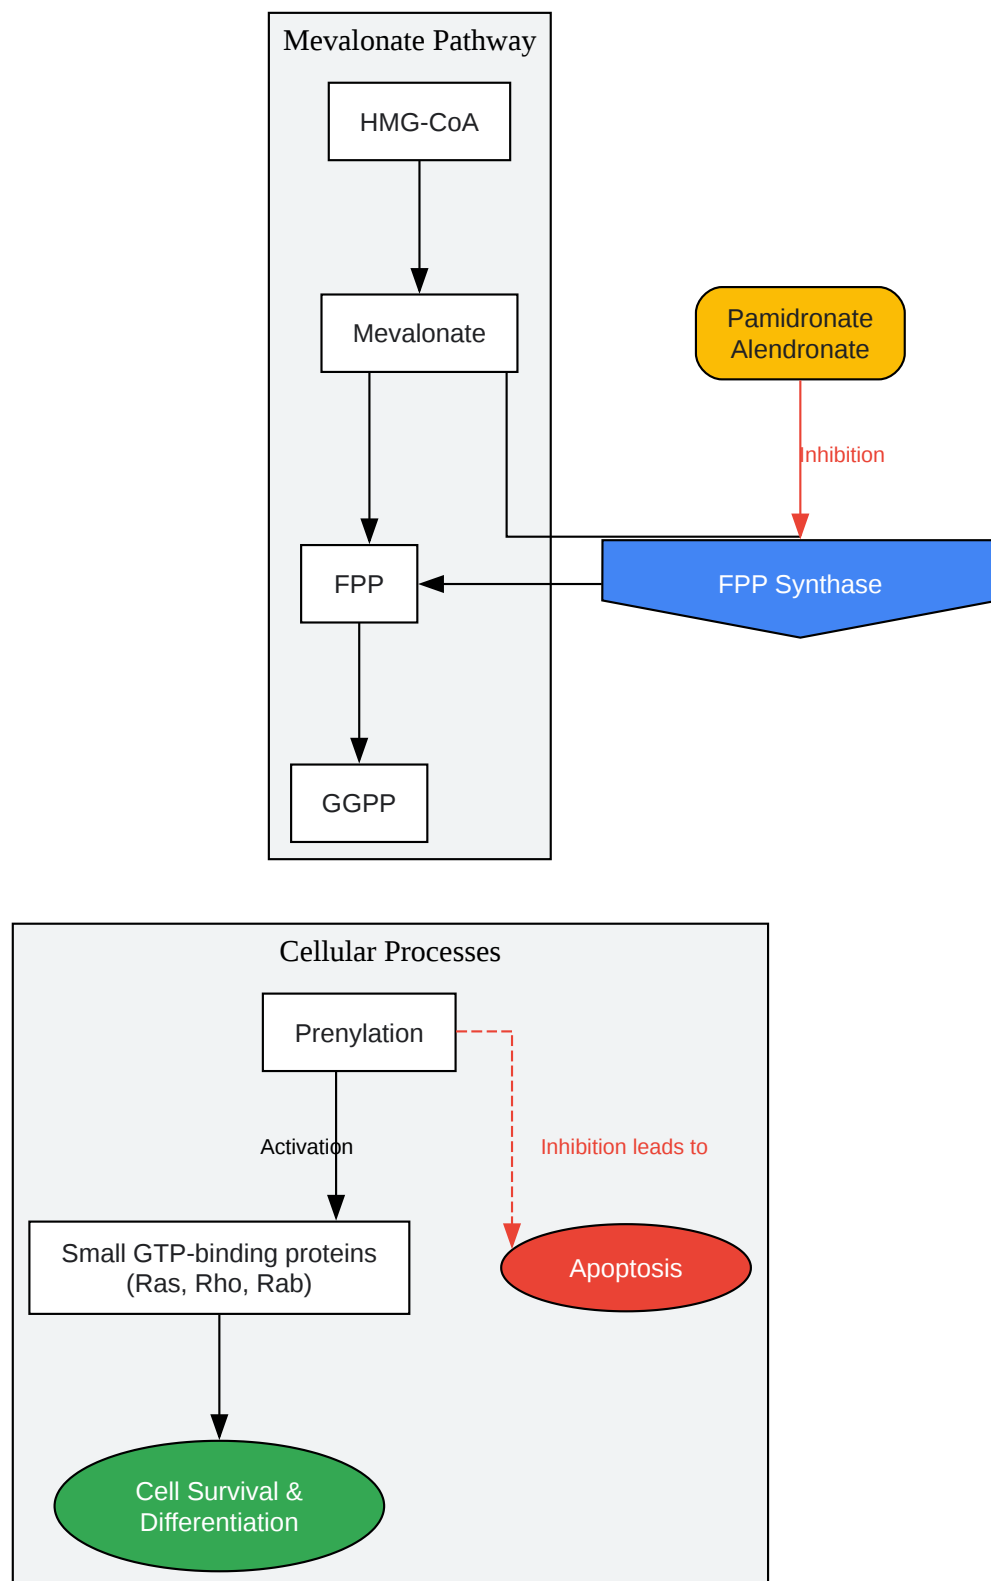 Mevalonate Pathway
HMG-CoA
Mevalonate
Pamidronate
Alendronate
Inhibition
FPP
FPP Synthase
GGPP
Cellular Processes
Prenylation
Activation
Inhibition leads to
Small GTP-binding proteins
(Ras, Rho, Rab)
Apoptosis
Cell Survival &
Differentiation